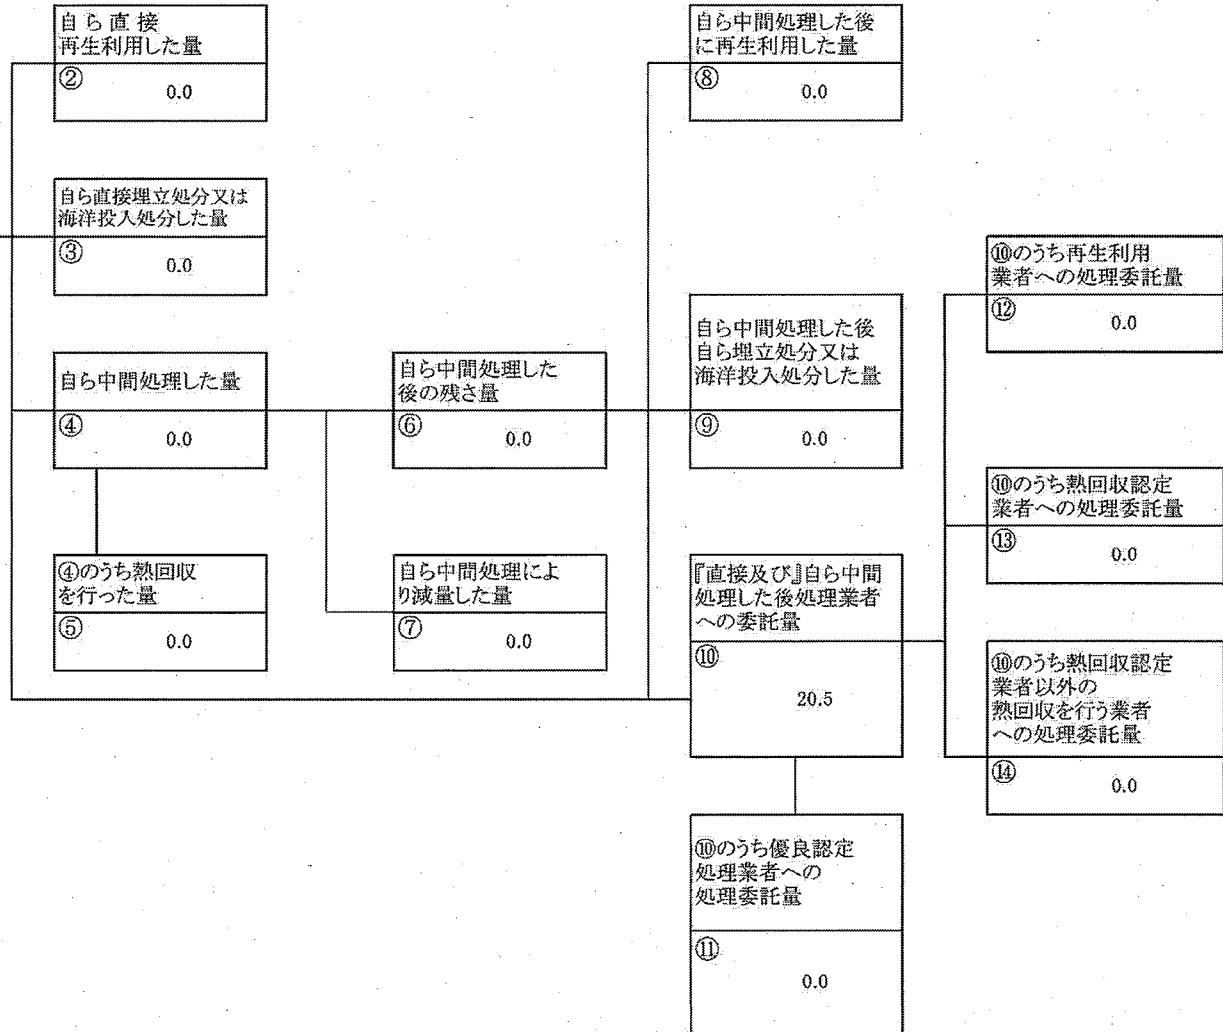 自 ら 直 接
再生利用した量
②
0.0
自ら直接埋立処分又は
海洋投入処分した量
③
0.0
自ら中間処理した量
④
0.0
④のうち熱回収
を行った量
⑤
0.0
自ら中間処理した
後の残さ量
⑥
0.0
自ら中間処理によ
り減量した量
⑦
0.0
自ら中間処理した後
に再生利用した量
⑧
0.0
自ら中間処理した後
自ら埋立処分又は
海洋投入処分した量
⑨
0.0
『直接及び』自ら中間
処理した後処理業者
への委託量
⑩
20.5
⑩のうち優良認定
処理業者への
処理委託量
⑪
0.0
⑩のうち再生利用
業者への処理委託量
⑫
0.0
⑩のうち熱回収認定
業者への処理委託量
⑬
0.0
⑩のうち熱回収認定
業者以外の
熱回収を行う業者
への処理委託量
⑭
0.0